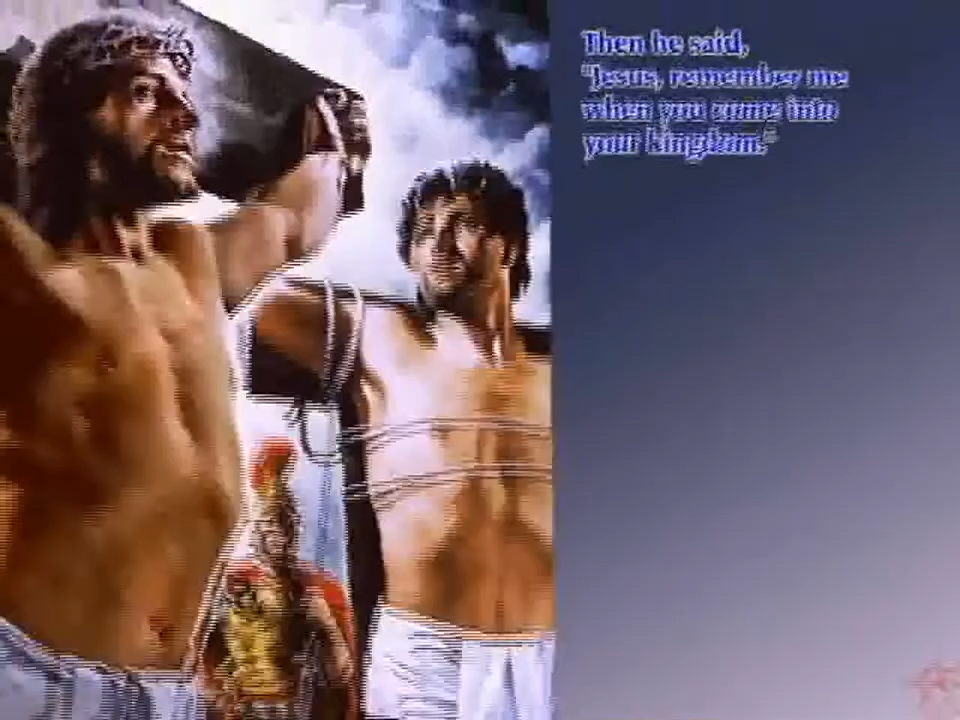 Then he said,
"Jesus, remember me
when you come into
your kingdom."